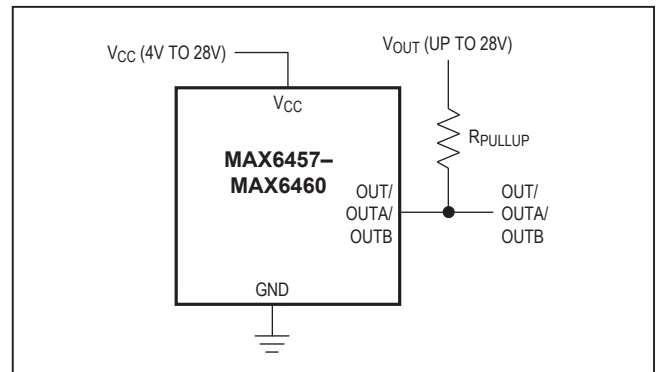 VCC (4V TO 28V)
VOUT (UP TO 28V)
VCC
RPULLUP
MAX6457–
MAX6460
OUT/
OUTA/
OUTB
OUT/
OUTA/
OUTB
GND